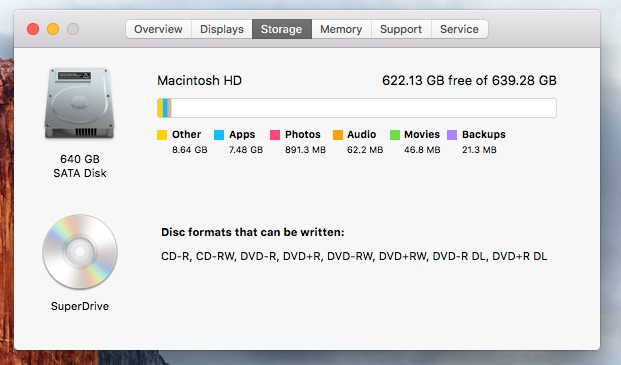 Overview Displays Storage Memory Support Service
Macintosh HD 622.13 GB free of 639.28 GB
Other Apps Photos Audio Movies Backups
8.64 GB 7.48 GB 891.3 MB 62.2 MB 46.8 MB 21.3 MB
640 GB
SATA Disk
Disc formats that can be written:
CD-R, CD-RW, DVD-R, DVD+R, DVD-RW, DVD+RW, DVD-R DL, DVD+R DL
SuperDrive